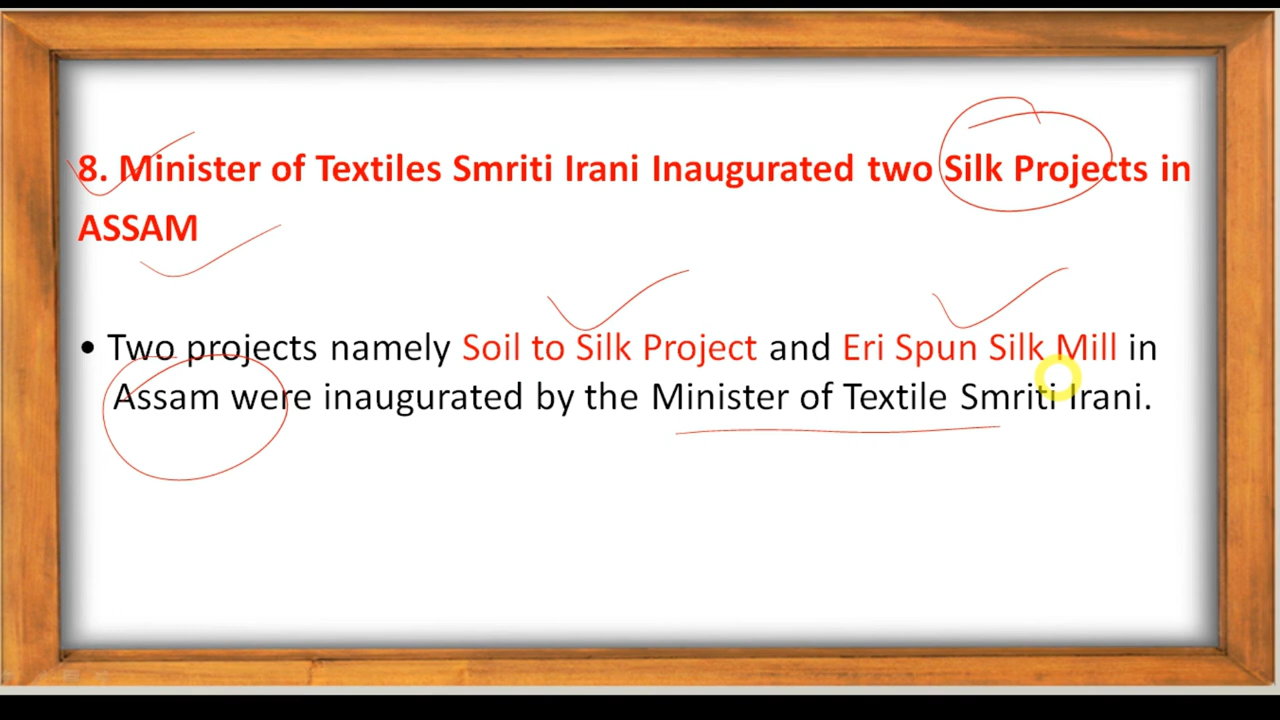 8. Minister of Textiles Smriti Irani Inaugurated two Silk Projects in
ASSAM
• Two projects namely Soil to Silk Project and Eri Spun Silk Mill in
Assam were inaugurated by the Minister of Textile Smriti Irani.